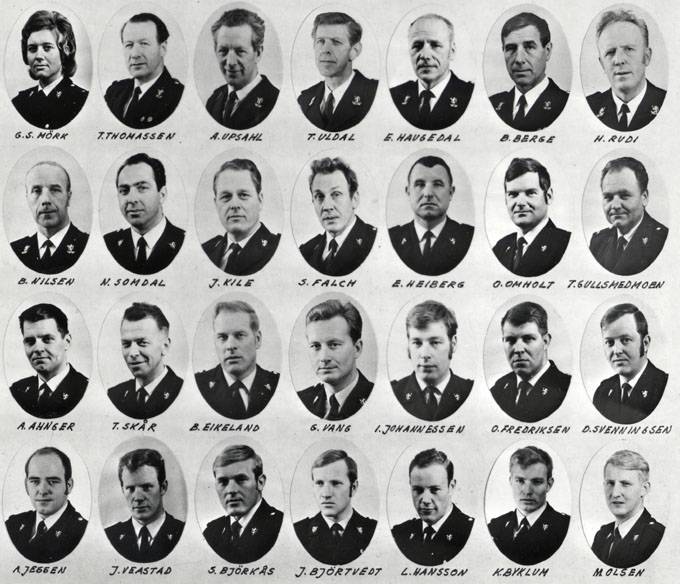 G.S. MÖRK T. THOMASSEN A. UPSAHL T. ULDAL E. HAUGEDAL B. BERGE H. RUDI
B. NILSEN N. SOMDAL J. KILE S. FALCH E. HEIBERG O. OMHOLT T. GULLSMEDMOEN
A. AHNGER T. SKÅR B. EIKELAND G. VANG I. JOHANNESSEN O. FREDRIKSEN D. SVENNINGSEN
A. JEGGEN J. VEASTAD S. BJÖRKÅS J. BJÖRTVEDT L. HANSSON K. BYKLUM M. OLSEN